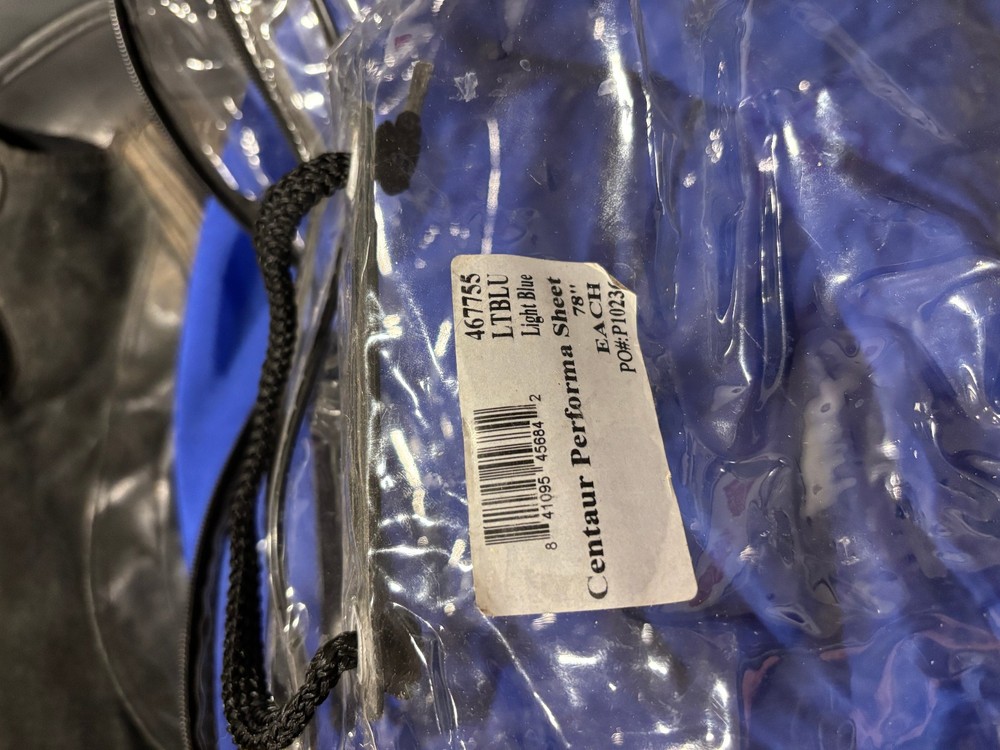 467755
LTBLU
Light Blue
8 41095 45684 2
Centaur Performa Sheet
78"
EACH